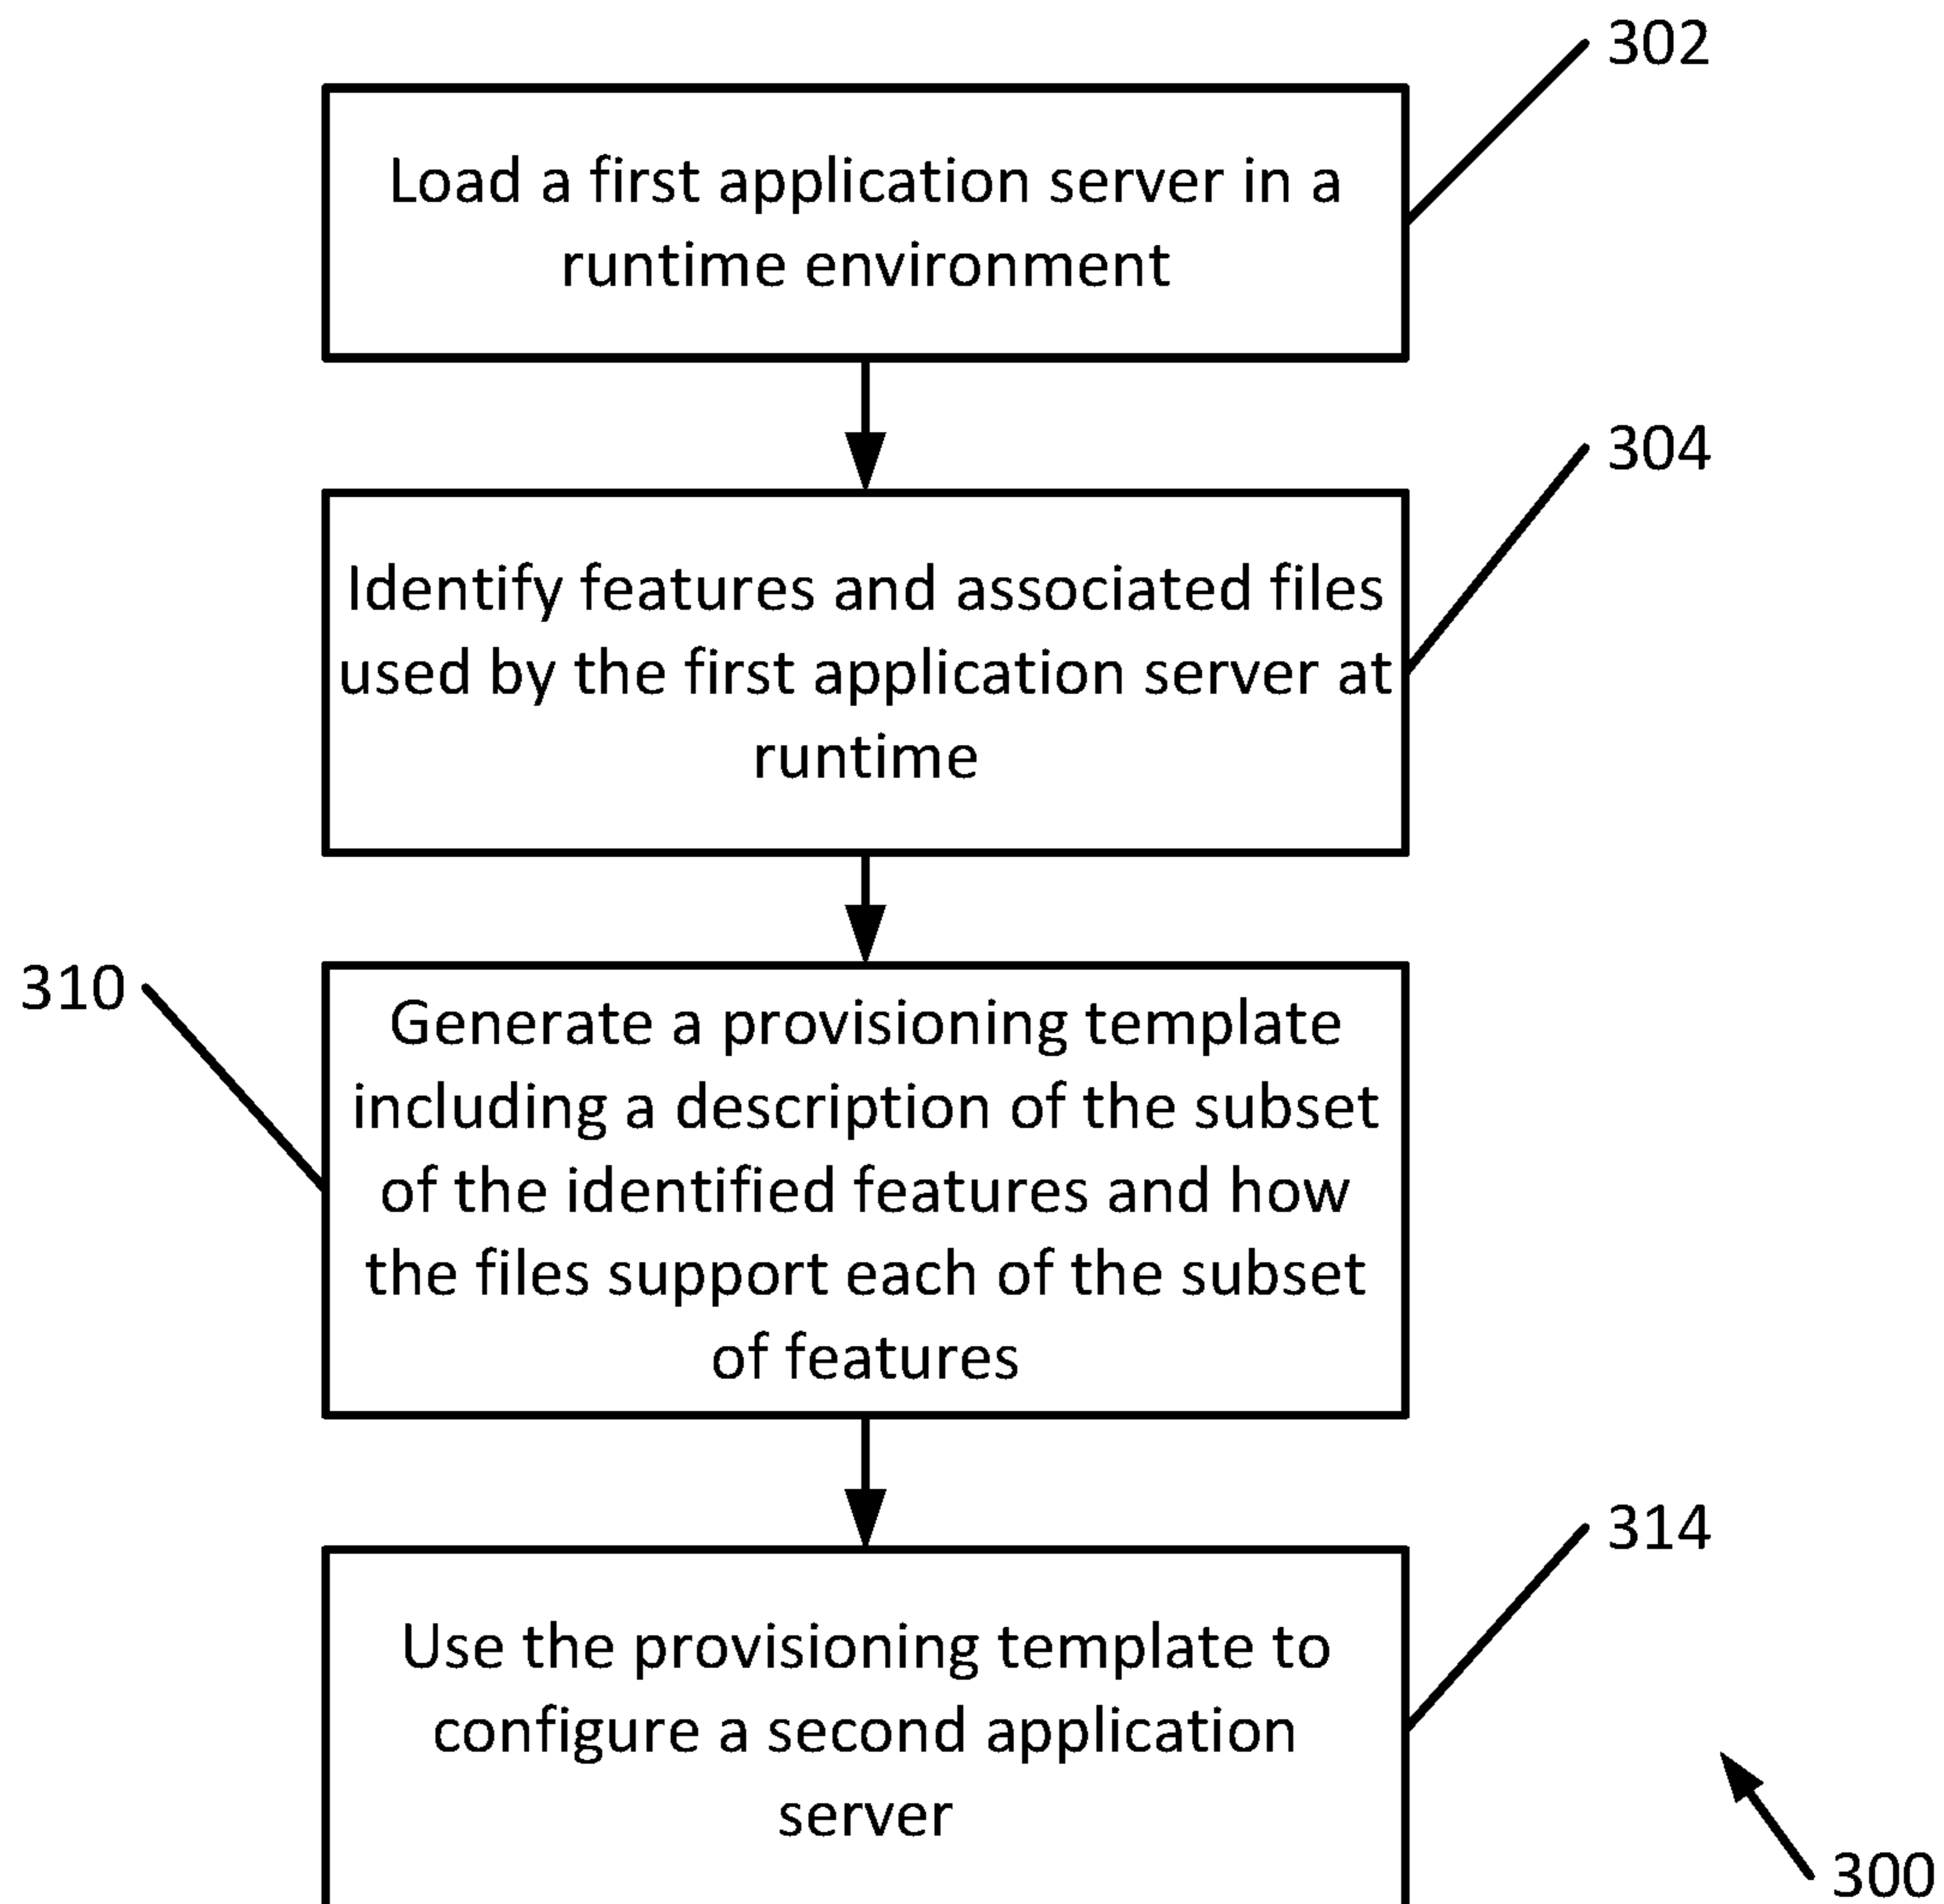 302
Load a first application server in a
runtime environment
304
Identify features and associated files
used by the first application server at
runtime
310
Generate a provisioning template
including a description of the subset
of the identified features and how
the files support each of the subset
of features
314
Use the provisioning template to
configure a second application
server
300